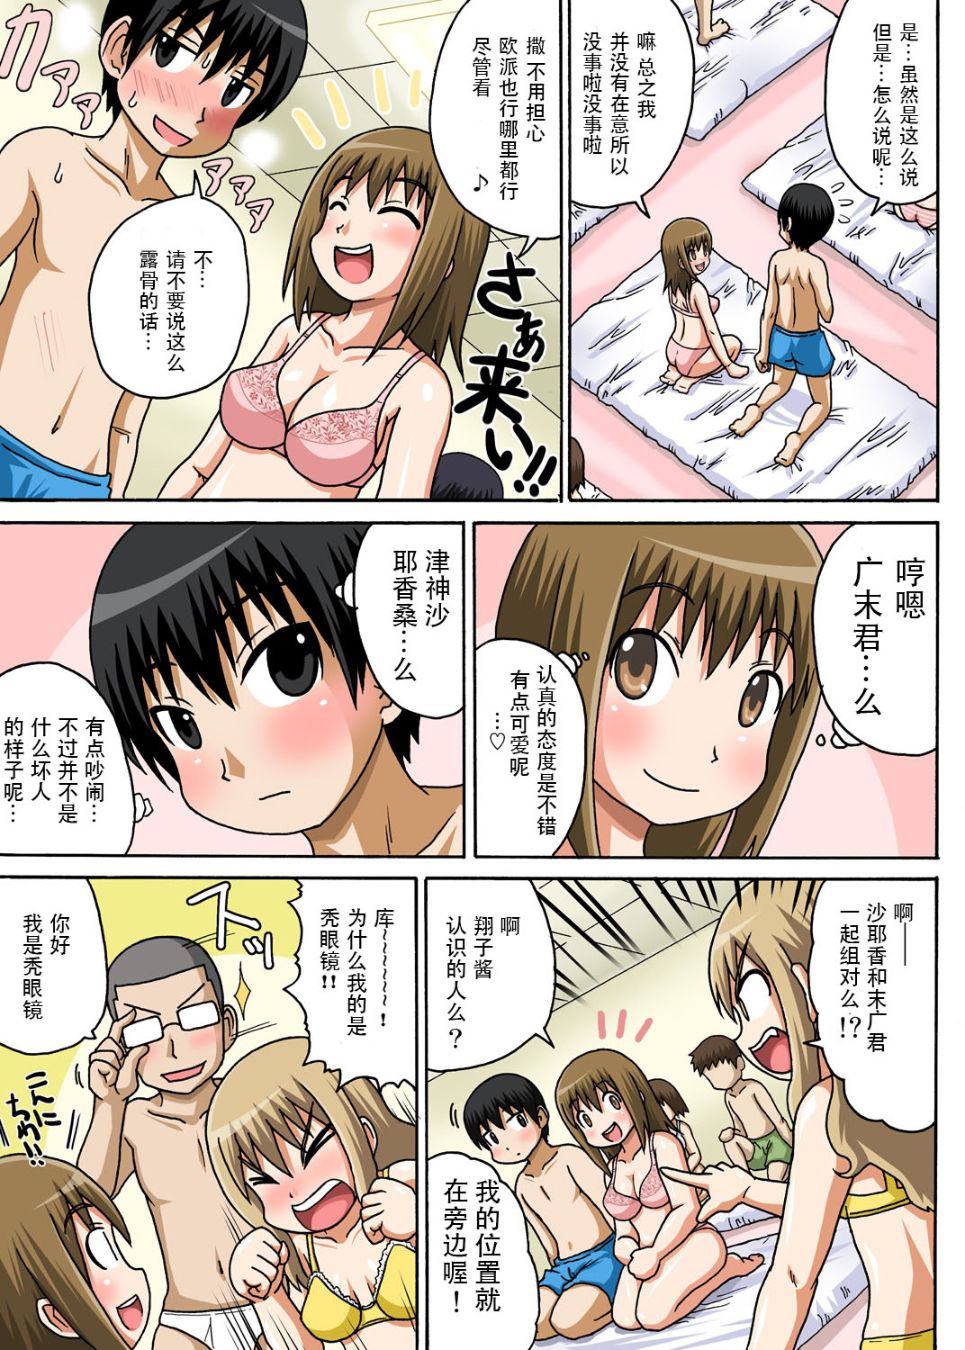 是…虽然是这么说
但是…怎么说呢…
嘛 总之我
并没有在意所以
没事啦没事啦
撒 不用担心
欧派也行哪里都行
尽管看
♪
さぁ
来い!!
カァァァァ
不…
请不要说这么
露骨的话…
哼嗯
广末君…么
认真的态度是不错
有点可爱呢
…♡
津神沙
耶香桑…么
有点吵闹…
不过并不是
什么坏人
的样子呢…
啊——
沙耶香和末广君
一起组对么!?
啊
翔子酱
认识的人么?
我的位置就
在旁边喔!
库~~~~~~!
为什么我的是
秃眼镜!!
ズッ
你好
我是秃眼镜
こんに
ちわ!!